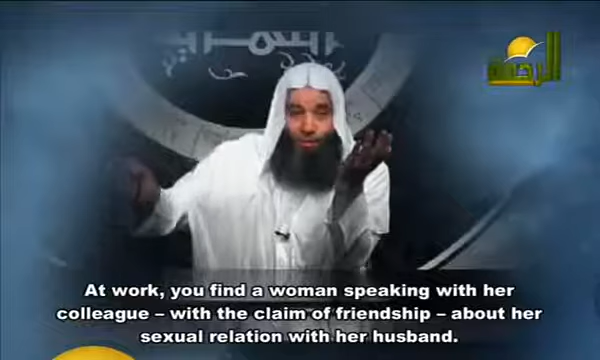 الرحمة
At work, you find a woman speaking with her
colleague – with the claim of friendship – about her
sexual relation with her husband.